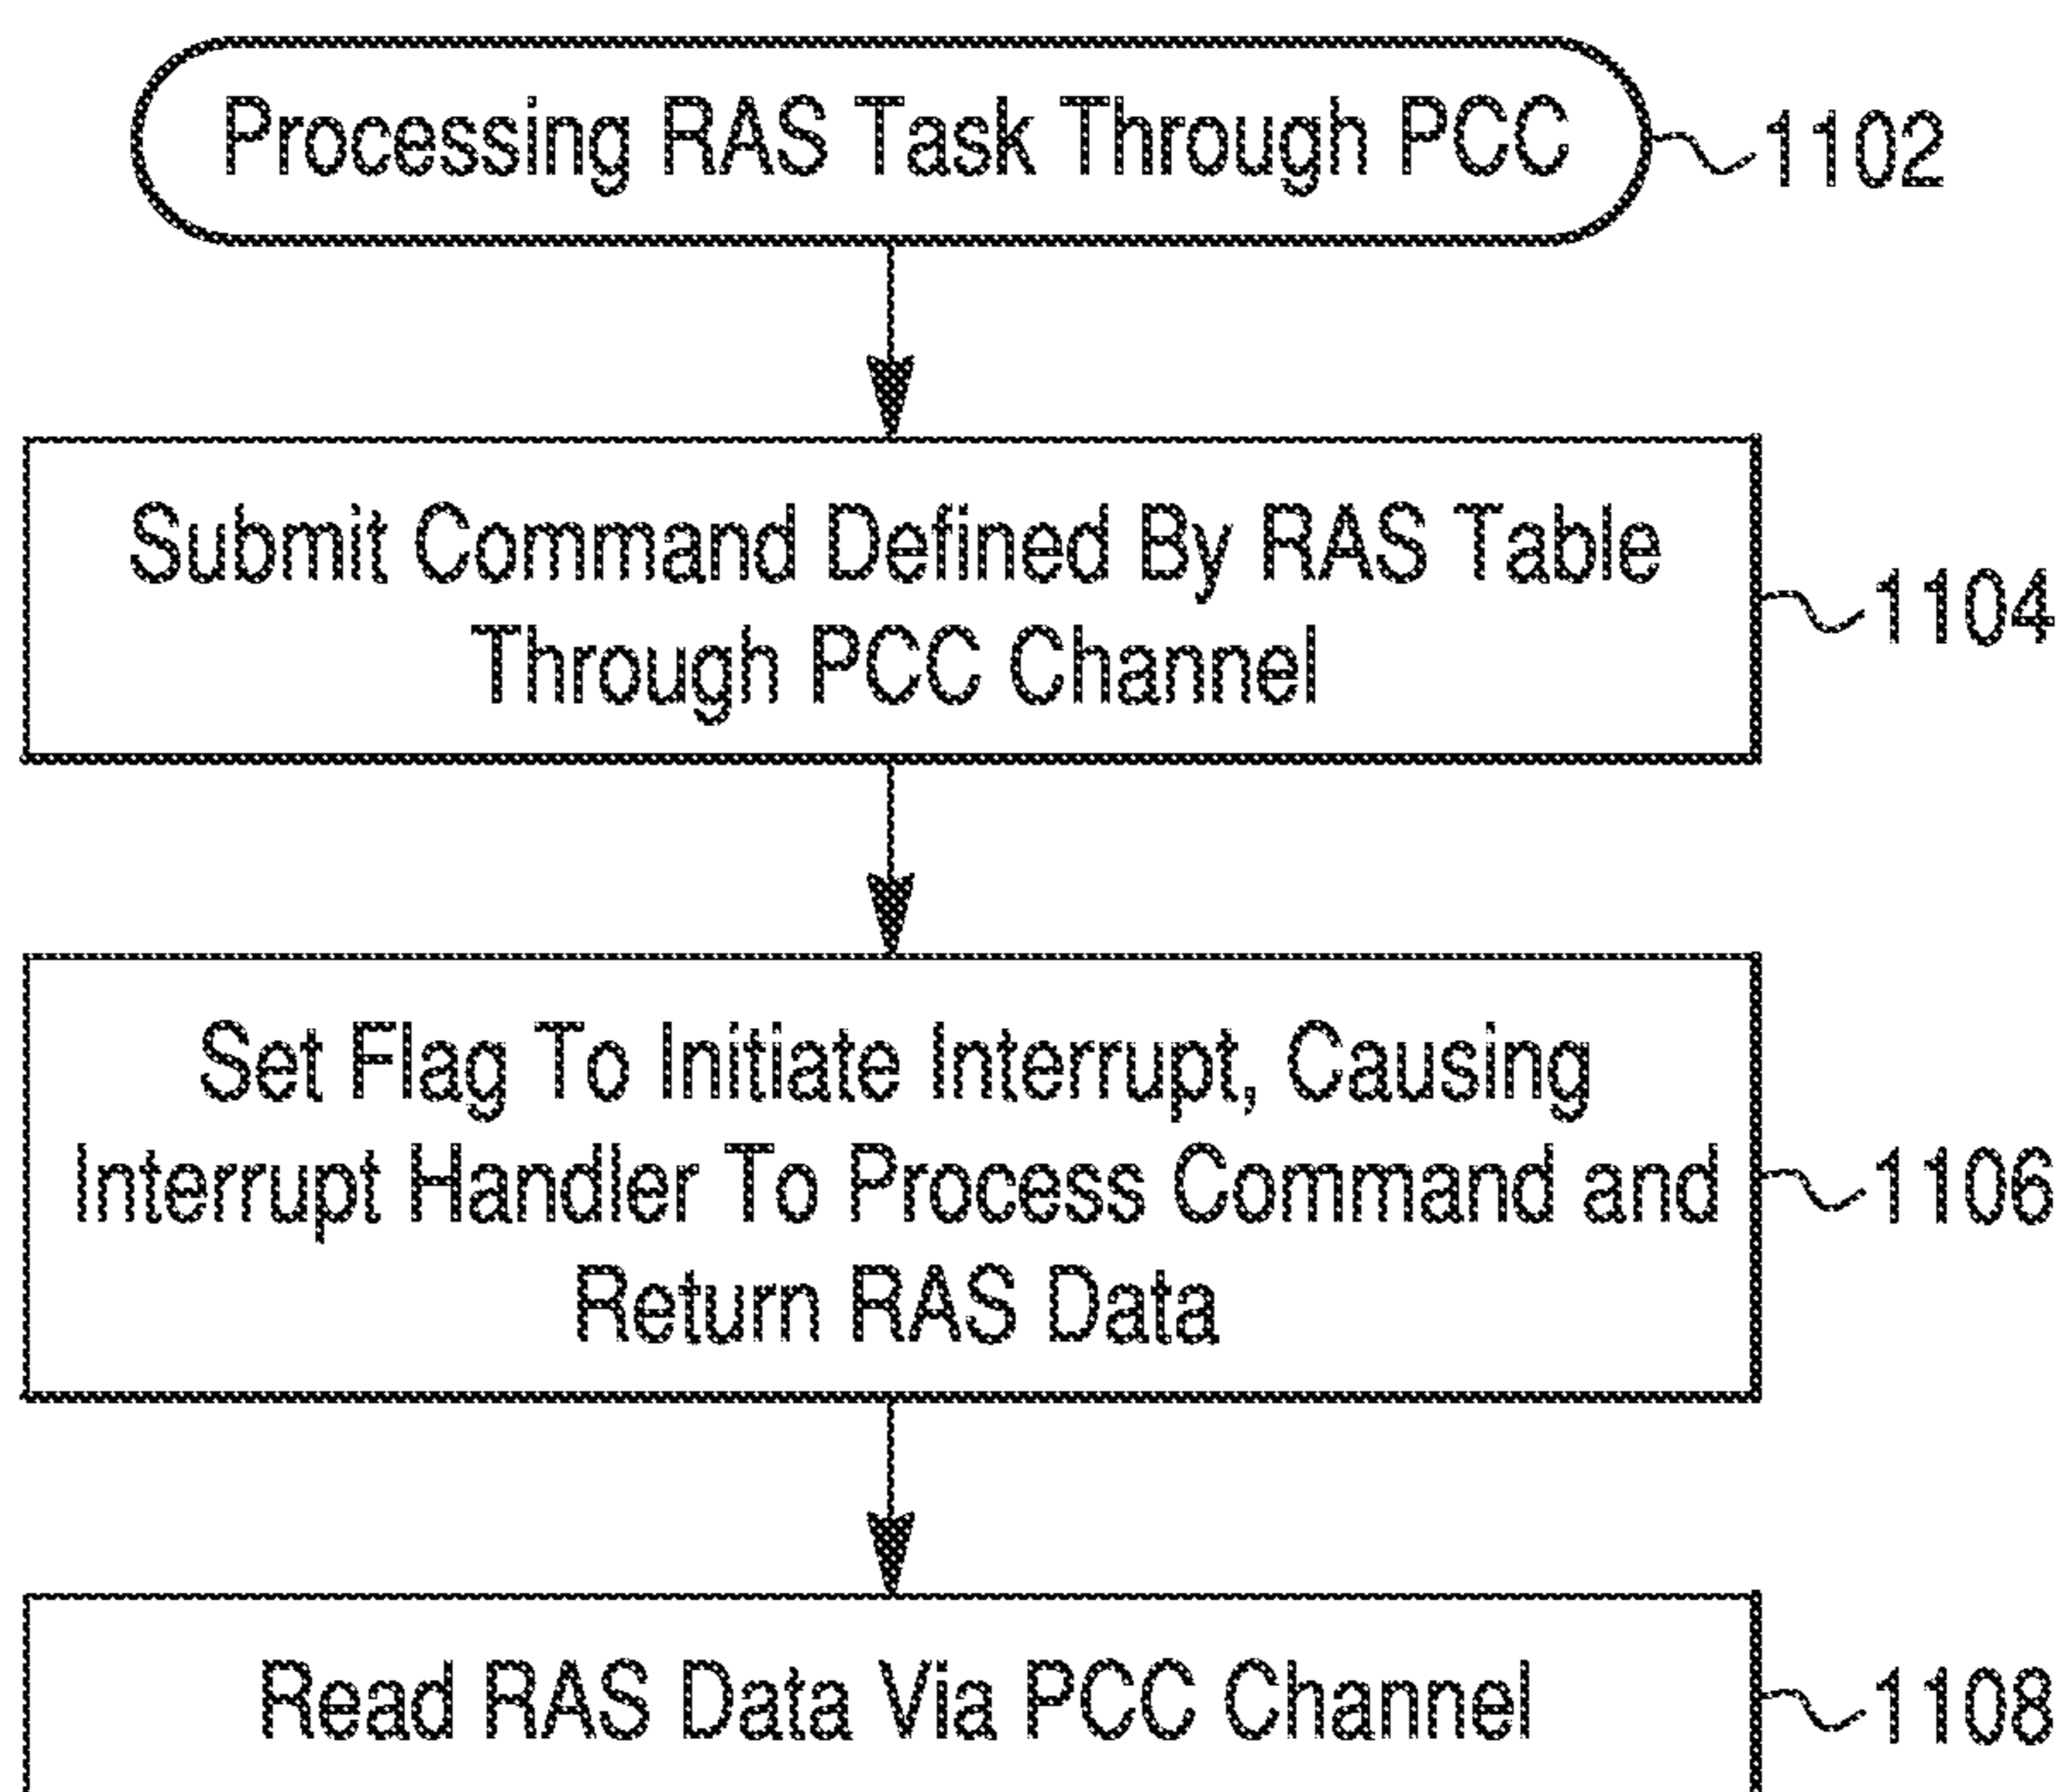 Processing RAS Task Through PCC
1102
Submit Command Defined By RAS Table
Through PCC Channel
1104
Set Flag To Initiate Interrupt, Causing
Interrupt Handler To Process Command and
Return RAS Data
1106
Read RAS Data Via PCC Channel
1108